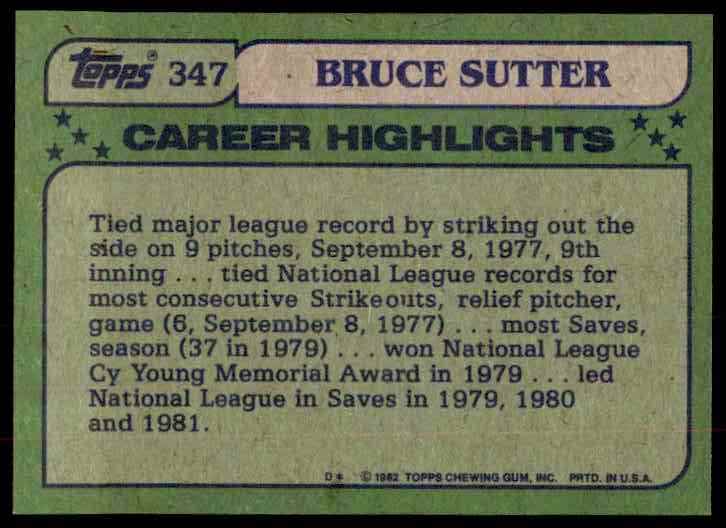 topps® 347 BRUCE SUTTER
CAREER HIGHLIGHTS
Tied major league record by striking out the
side on 9 pitches, September 8, 1977, 9th
inning . . . tied National League records for
most consecutive Strikeouts, relief pitcher,
game (6, September 8, 1977) . . . most Saves,
season (37 in 1979) . . . won National League
Cy Young Memorial Award in 1979 . . . led
National League in Saves in 1979, 1980
and 1981.
D* © 1982 TOPPS CHEWING GUM, INC. PRTD. IN U.S.A.